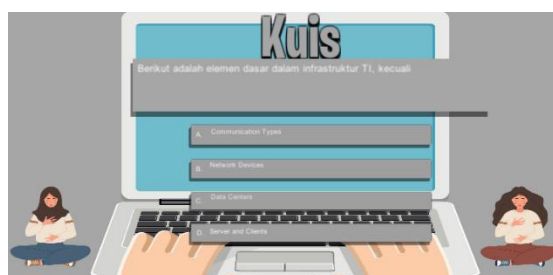 Kuis
Berikut adalah elemen dasar dalam infrastruktur TI, kecuali
A. Communication Types
B. Network Devices
C. Data Centers
D. Server and Clients